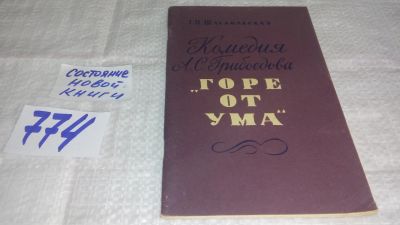 СОСТОЯНИЕ
НОВОЙ
КНИГИ
774
Комедия
А.С.Грибоедова
„ГОРЕ
ОТ
УМА"